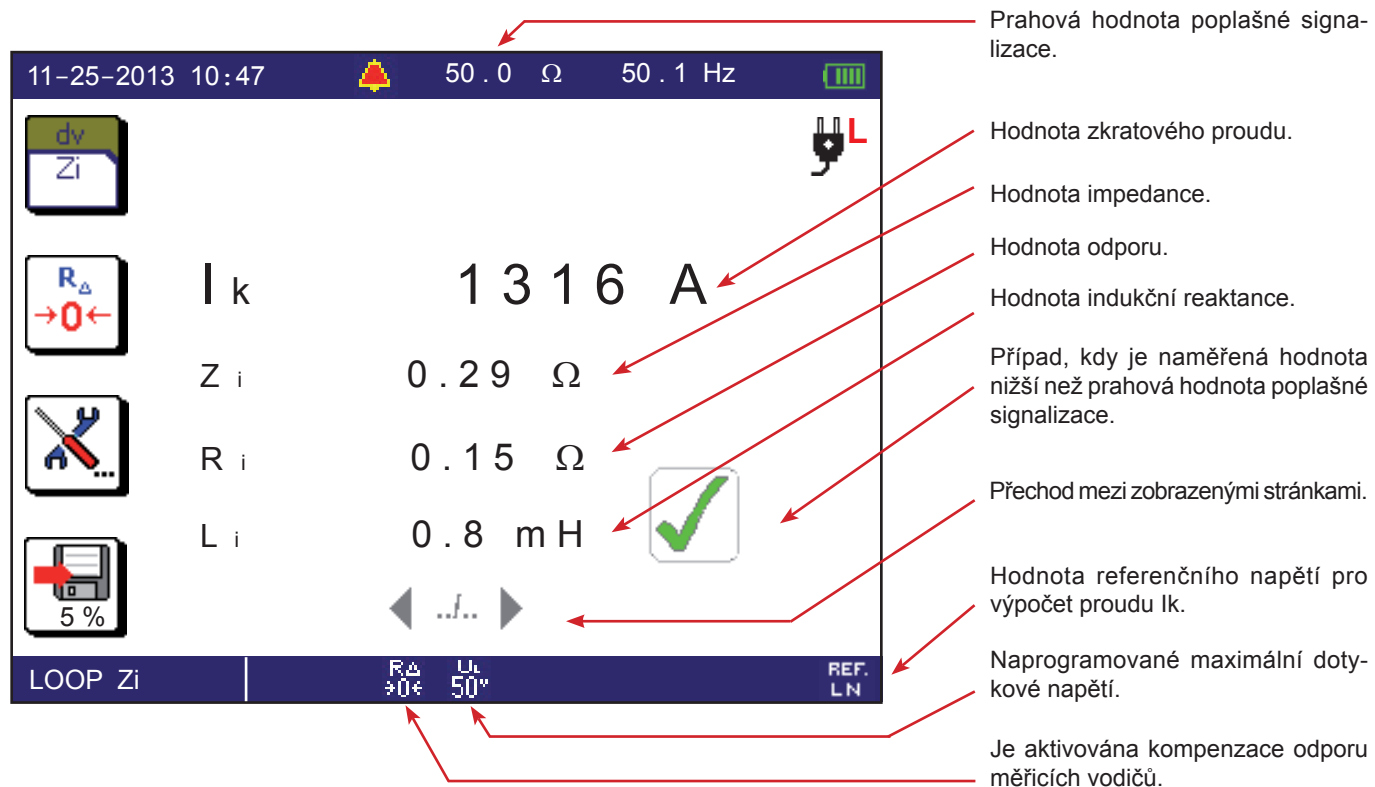 Prahová hodnota poplašné signa-
lizace.
11-25-2013 10:47 50.0 Ω 50.1 Hz
dv
Zi
L
Hodnota zkratového proudu.
Hodnota impedance.
Hodnota odporu.
Hodnota indukční reaktance.
R△
→0←
Ik 1316 A
Zi 0.29 Ω
Ri 0.15 Ω
Li 0.8 mH
Případ, kdy je naměřená hodnota
nižší než prahová hodnota poplašné
signalizace.
...
Přechod mezi zobrazenými stránkami.
5 %
../..
Hodnota referenčního napětí pro
výpočet proudu Ik.
LOOP Zi
R△
→0←
UL
50V
REF.
LN
Naprogramované maximální doty-
kové napětí.
Je aktivována kompenzace odporu
měřicích vodičů.